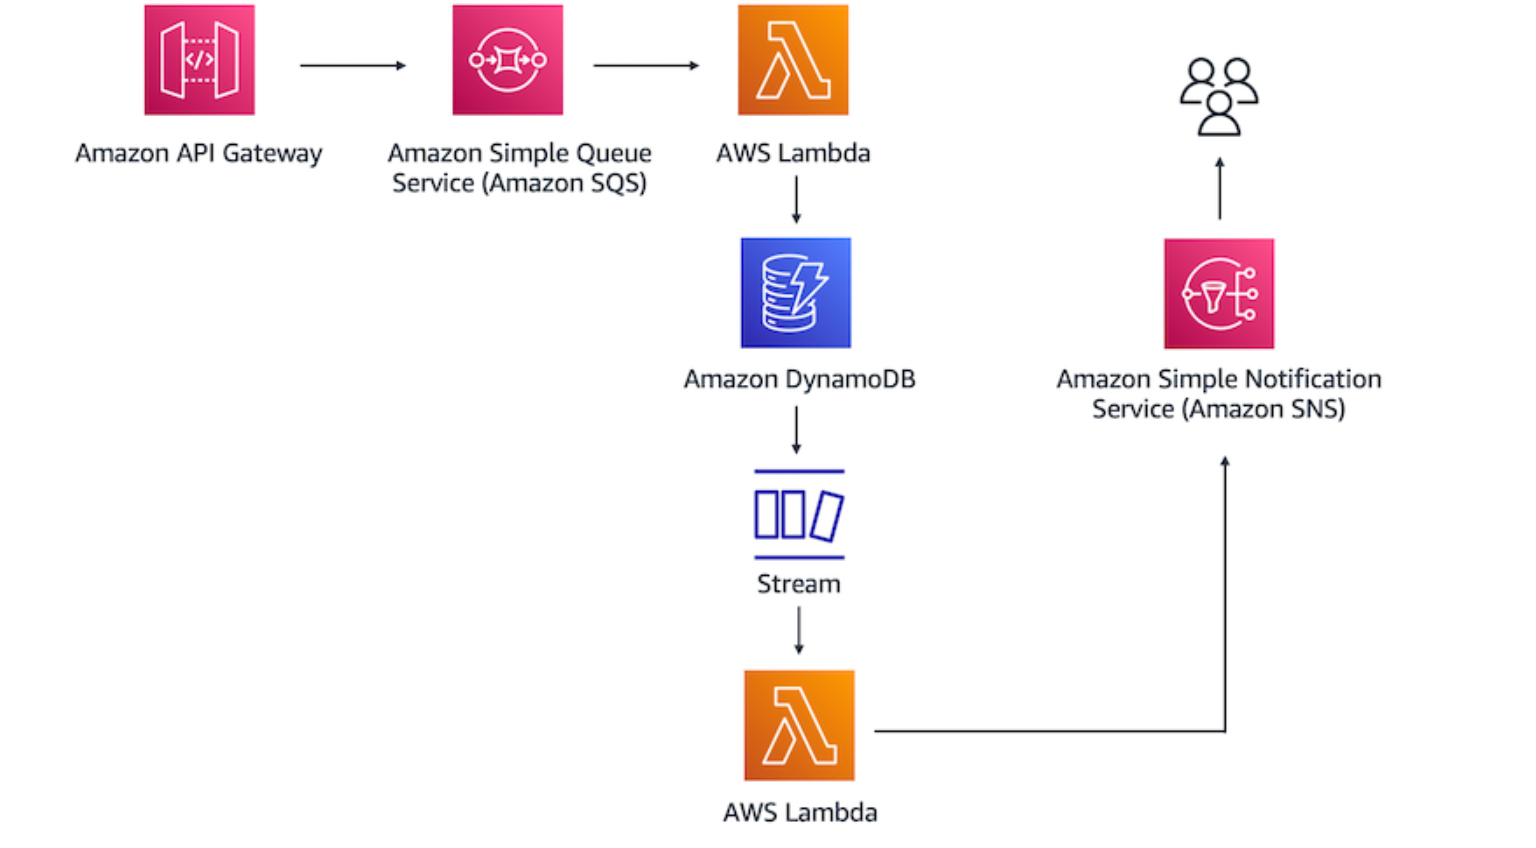 Amazon API Gateway
Amazon Simple Queue
Service (Amazon SQS)
AWS Lambda
Amazon DynamoDB
Stream
AWS Lambda
Amazon Simple Notification
Service (Amazon SNS)